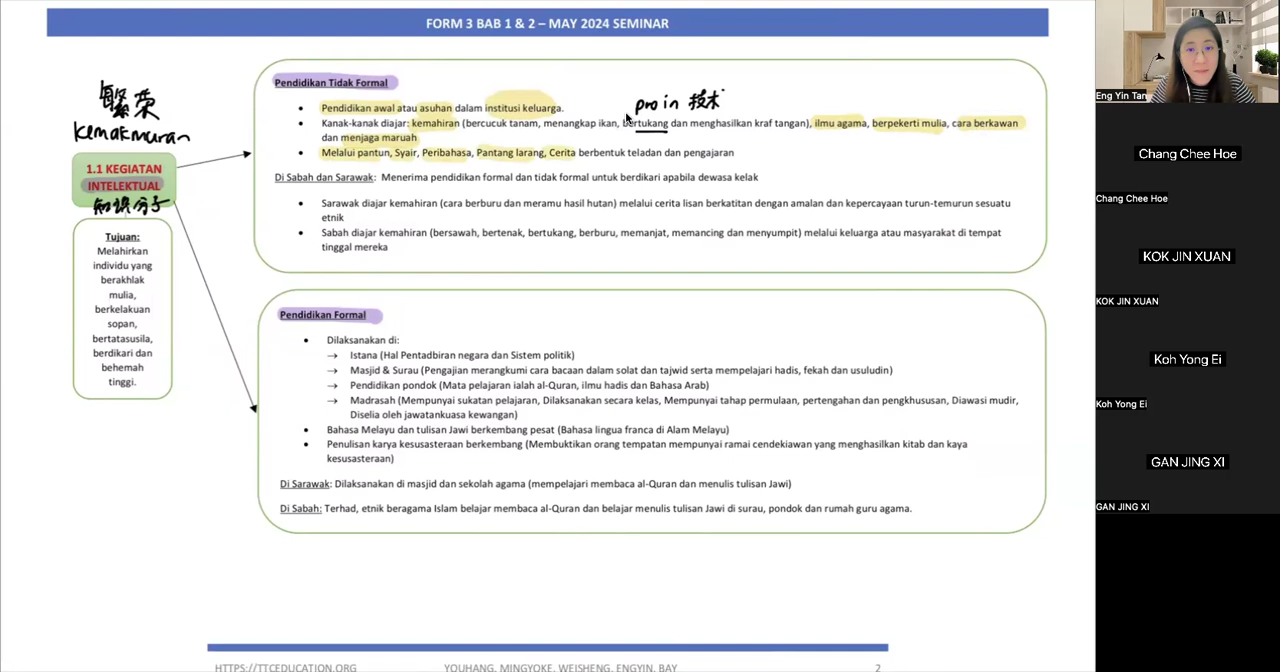 FORM 3 BAB 1 & 2 – MAY 2024 SEMINAR
繁荣
kemakmuran
1.1 KEGIATAN
INTELEKTUAL
知识分子
Tujuan:
Melahirkan
individu yang
berakhlak
mulia,
berkelakuan
sopan,
bertatasusila,
berdikari dan
behemah
tinggi.
Pendidikan Tidak Formal
• Pendidikan awal atau asuhan dalam institusi keluarga.
pro in 技术
• Kanak-kanak diajar: kemahiran (bercucuk tanam, menangkap ikan, bertukang dan menghasilkan kraf tangan), ilmu agama, berpekerti mulia, cara berkawan
dan menjaga maruah
• Melalui pantun, Syair, Peribahasa, Pantang larang, Cerita berbentuk teladan dan pengajaran
Di Sabah dan Sarawak: Menerima pendidikan formal dan tidak formal untuk berdikari apabila dewasa kelak
• Sarawak diajar kemahiran (cara berburu dan meramu hasil hutan) melalui cerita lisan berkatitan dengan amalan dan kepercayaan turun-temurun sesuatu
etnik
• Sabah diajar kemahiran (bersawah, bertenak, bertukang, berburu, memanjat, memancing dan menyumpit) melalui keluarga atau masyarakat di tempat
tinggal mereka
Pendidikan Formal
• Dilaksanakan di:
→ Istana (Hal Pentadbiran negara dan Sistem politik)
→ Masjid & Surau (Pengajian merangkumi cara bacaan dalam solat dan tajwid serta mempelajari hadis, fekah dan usuludin)
→ Pendidikan pondok (Mata pelajaran ialah al-Quran, ilmu hadis dan Bahasa Arab)
→ Madrasah (Mempunyai sukatan pelajaran, Dilaksanakan secara kelas, Mempunyai tahap permulaan, pertengahan dan pengkhususan, Diawasi mudir,
Diselia oleh jawatankuasa kewangan)
• Bahasa Melayu dan tulisan Jawi berkembang pesat (Bahasa lingua franca di Alam Melayu)
• Penulisan karya kesusasteraan berkembang (Membuktikan orang tempatan mempunyai ramai cendekiawan yang menghasilkan kitab dan kaya
kesusasteraan)
Di Sarawak: Dilaksanakan di masjid dan sekolah agama (mempelajari membaca al-Quran dan menulis tulisan Jawi)
Di Sabah: Terhad, etnik beragama Islam belajar membaca al-Quran dan belajar menulis tulisan Jawi di surau, pondok dan rumah guru agama.
HTTPS://TTCEDUCATION.ORG YOUHANG, MINGYOKE, WEISHENG, ENGYIN, BAY 2
Eng Yin Tan
Chang Chee Hoe
Chang Chee Hoe
KOK JIN XUAN
KOK JIN XUAN
Koh Yong Ei
Koh Yong Ei
GAN JING XI
GAN JING XI